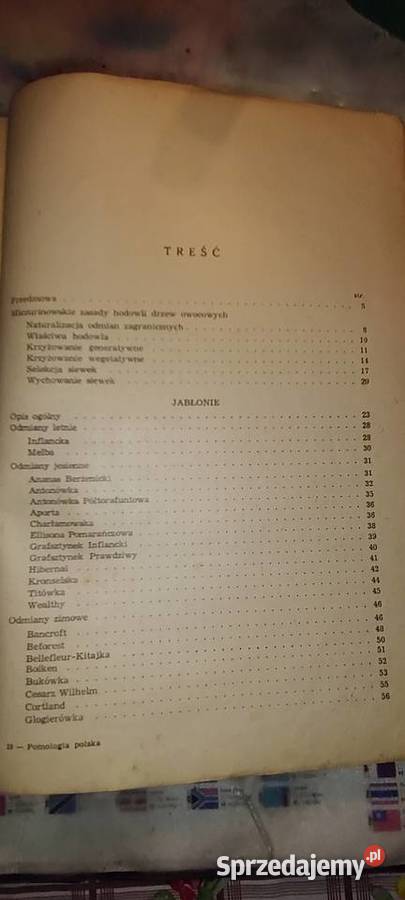 TREŚĆ
str.
Przedmowa 5
Miczurinowskie zasady hodowli drzew owocowych
Naturalizacja odmian zagranicznych 8
Właściwa hodowla 10
Krzyżowanie generatywne 11
Krzyżowanie wegetatywne 14
Selekcja siewek 17
Wychowanie siewek 20
JABŁONIE
Opis ogólny 23
Odmiany letnie 28
Inflancka 28
Melba 30
Odmiany jesienne 31
Ananas Berżenicki 31
Antonówka 32
Antonówka Półtorafuntowa 35
Aporta 36
Charłamowska 36
Ellisona Pomarańczowa 38
Grafsztynek Inflancki 39
Grafsztynek Prawdziwy 40
Hibernal 41
Kronselska 42
Titówka 44
Wealthy 45
Odmiany zimowe 46
Bancroft 46
Beforest 48
Bellefleur-Kitajka 50
Boiken 51
Bukówka 52
Cesarz Wilhelm 53
Cortland 55
Glogierówka 56
19 — Pomologia polska
Sprzedajemy.pl